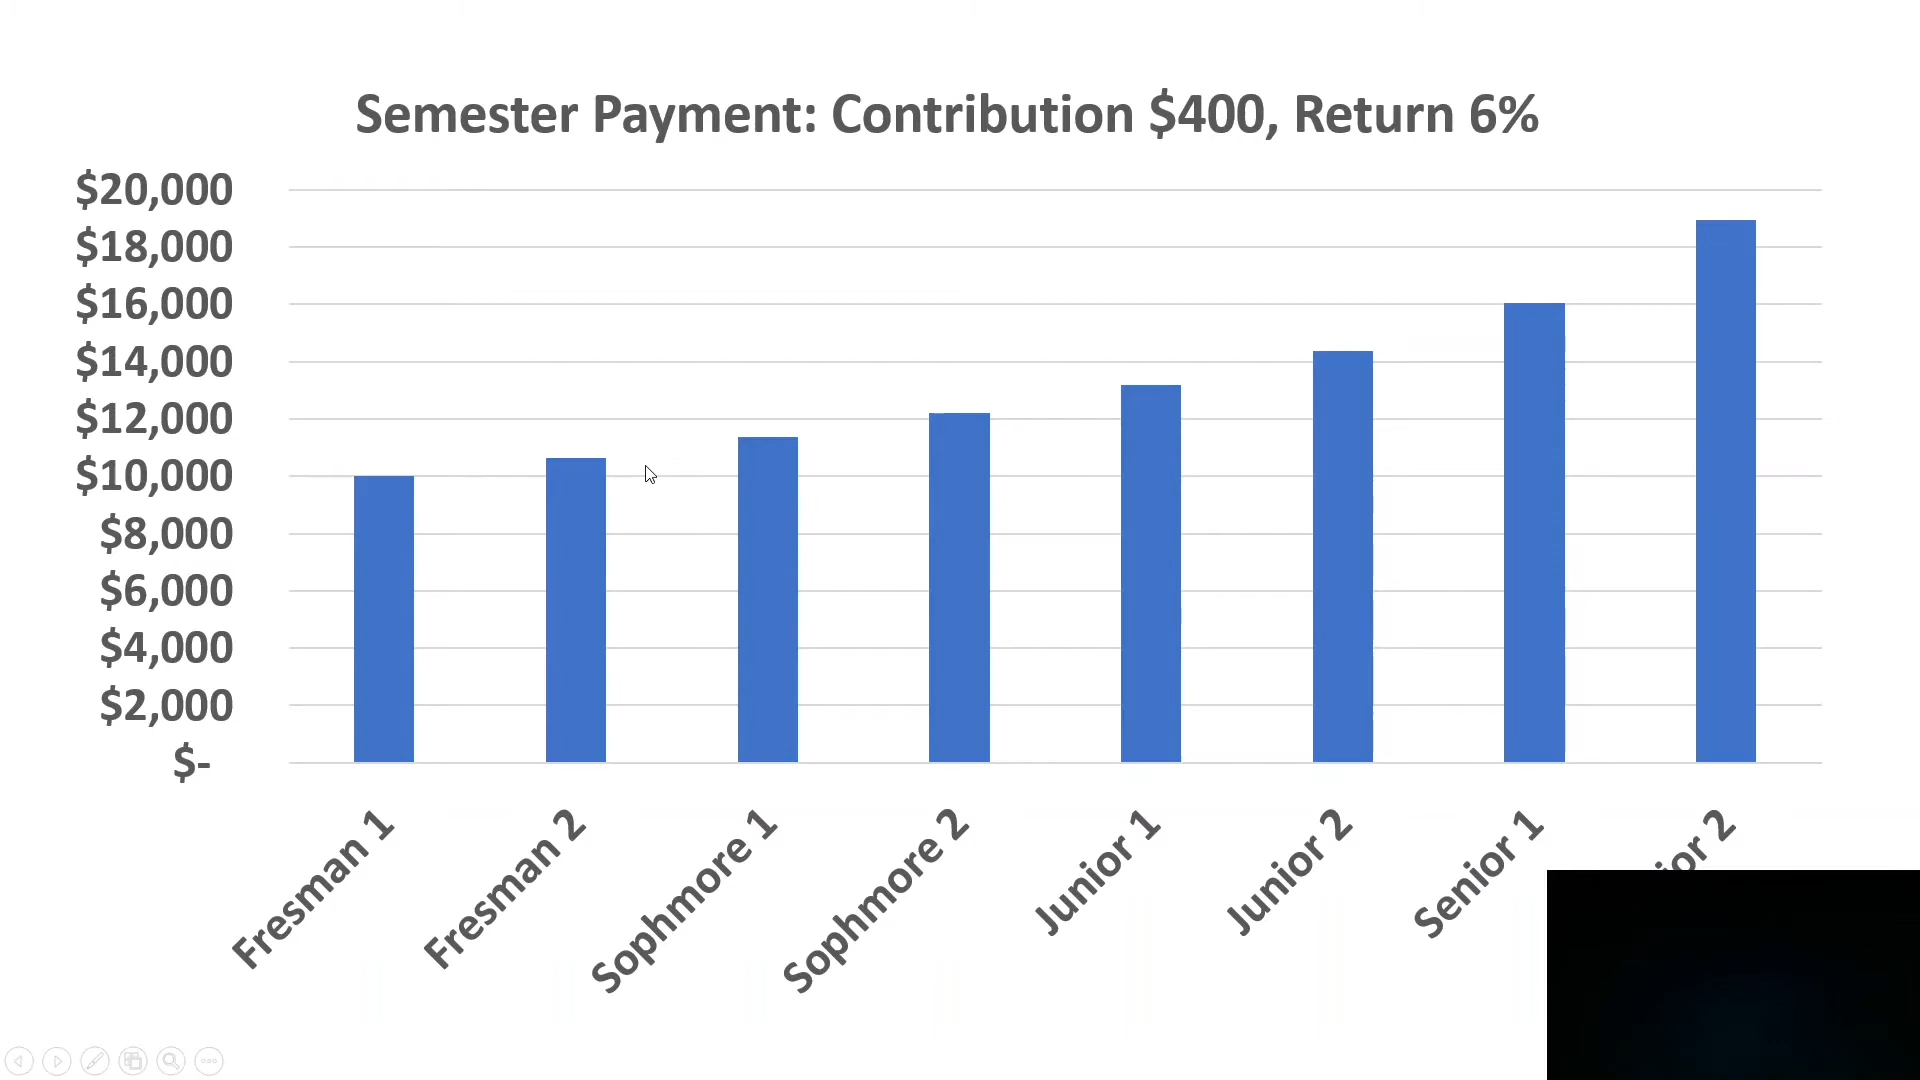 Semester Payment: Contribution $400, Return 6%
$20,000
$18,000
$16,000
$14,000
$12,000
$10,000
$8,000
$6,000
$4,000
$2,000
$-
Fresman 1
Fresman 2
Sophmore 1
Sophmore 2
Junior 1
Junior 2
Senior 1
2